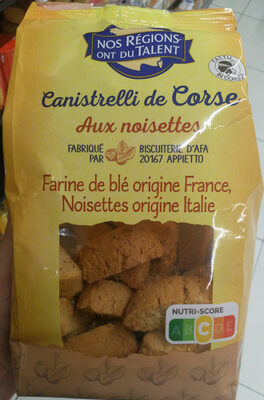 NOS RÉGIONS
ONT DU TALENT
Canistrelli de Corse
Aux noisettes
FABRIQUÉ
PAR
BISCUITERIE D'AFA
20167 APPIETTO
Farine de blé origine France,
Noisettes origine Italie
NUTRI-SCORE
A B C D E